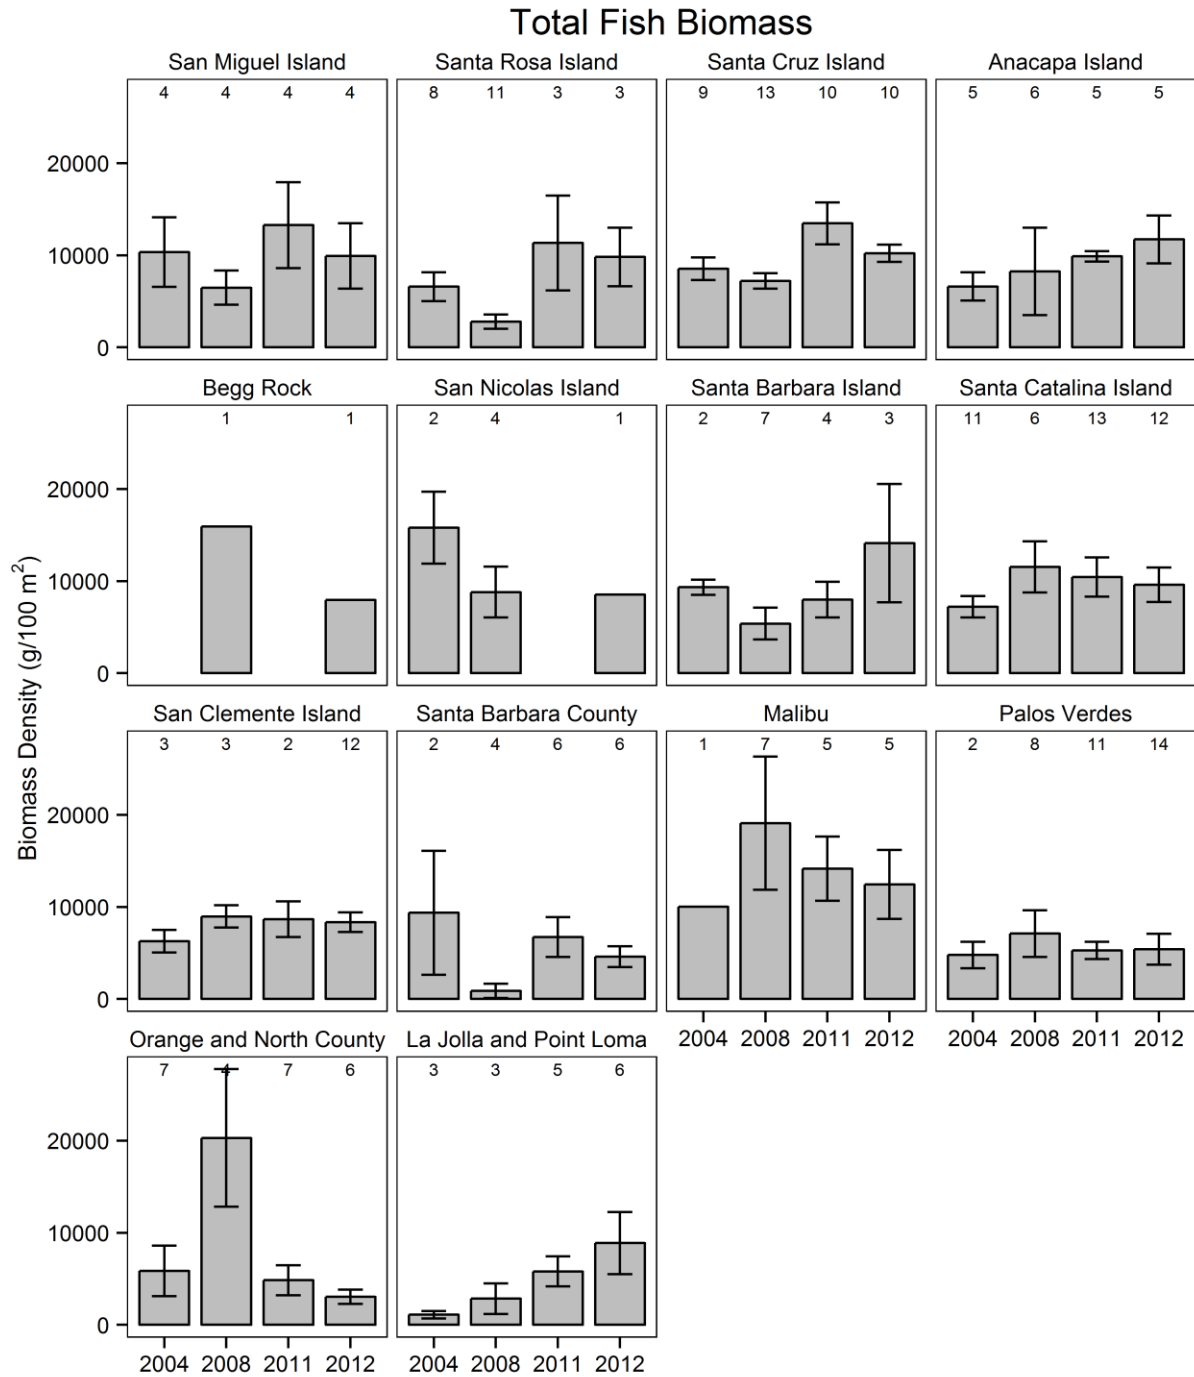 Total Fish Biomass
San Miguel Island Santa Rosa Island Santa Cruz Island Anacapa Island
4 4 4 4 8 11 3 3 9 13 10 10 5 6 5 5
20000
10000
0
Begg Rock San Nicolas Island Santa Barbara Island Santa Catalina Island
1 1 2 4 1 2 7 4 3 11 6 13 12
20000
10000
0
Biomass Density (g/100 m²)
San Clemente Island Santa Barbara County Malibu Palos Verdes
3 3 2 12 2 4 6 6 1 7 5 5 2 8 11 14
20000
10000
0
2004 2008 2011 2012 2004 2008 2011 2012
Orange and North County La Jolla and Point Loma
7 4 7 6 3 3 5 6
20000
10000
0
2004 2008 2011 2012 2004 2008 2011 2012